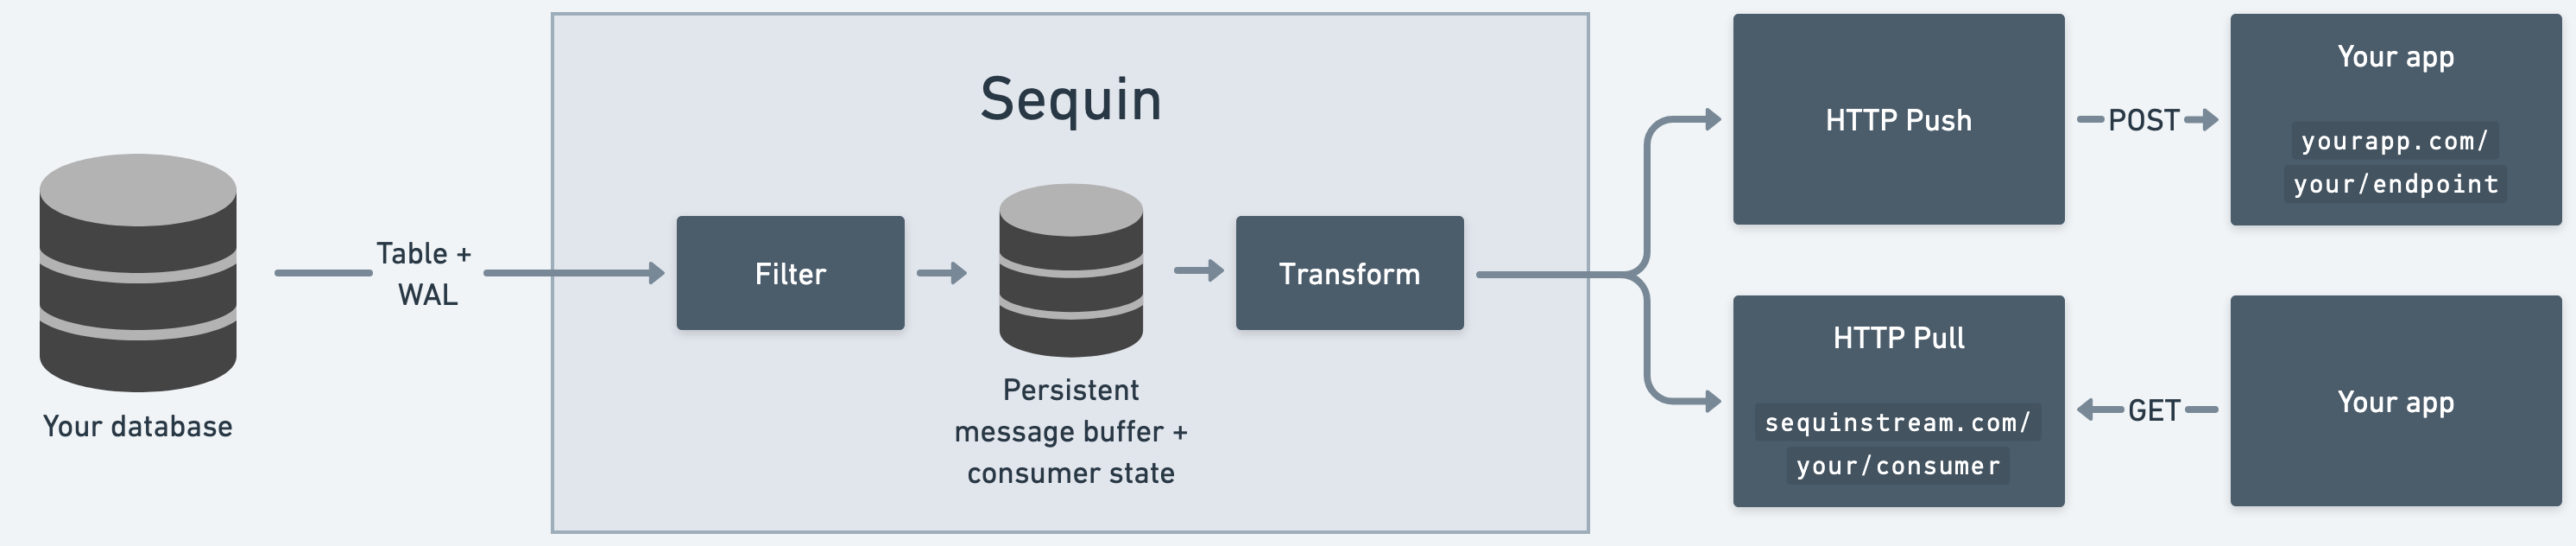 Sequin
Your database
Table +
WAL
Filter
Persistent
message buffer +
consumer state
Transform
HTTP Push
POST
Your app
yourapp.com/
your/endpoint
HTTP Pull
sequinstream.com/
your/consumer
GET
Your app